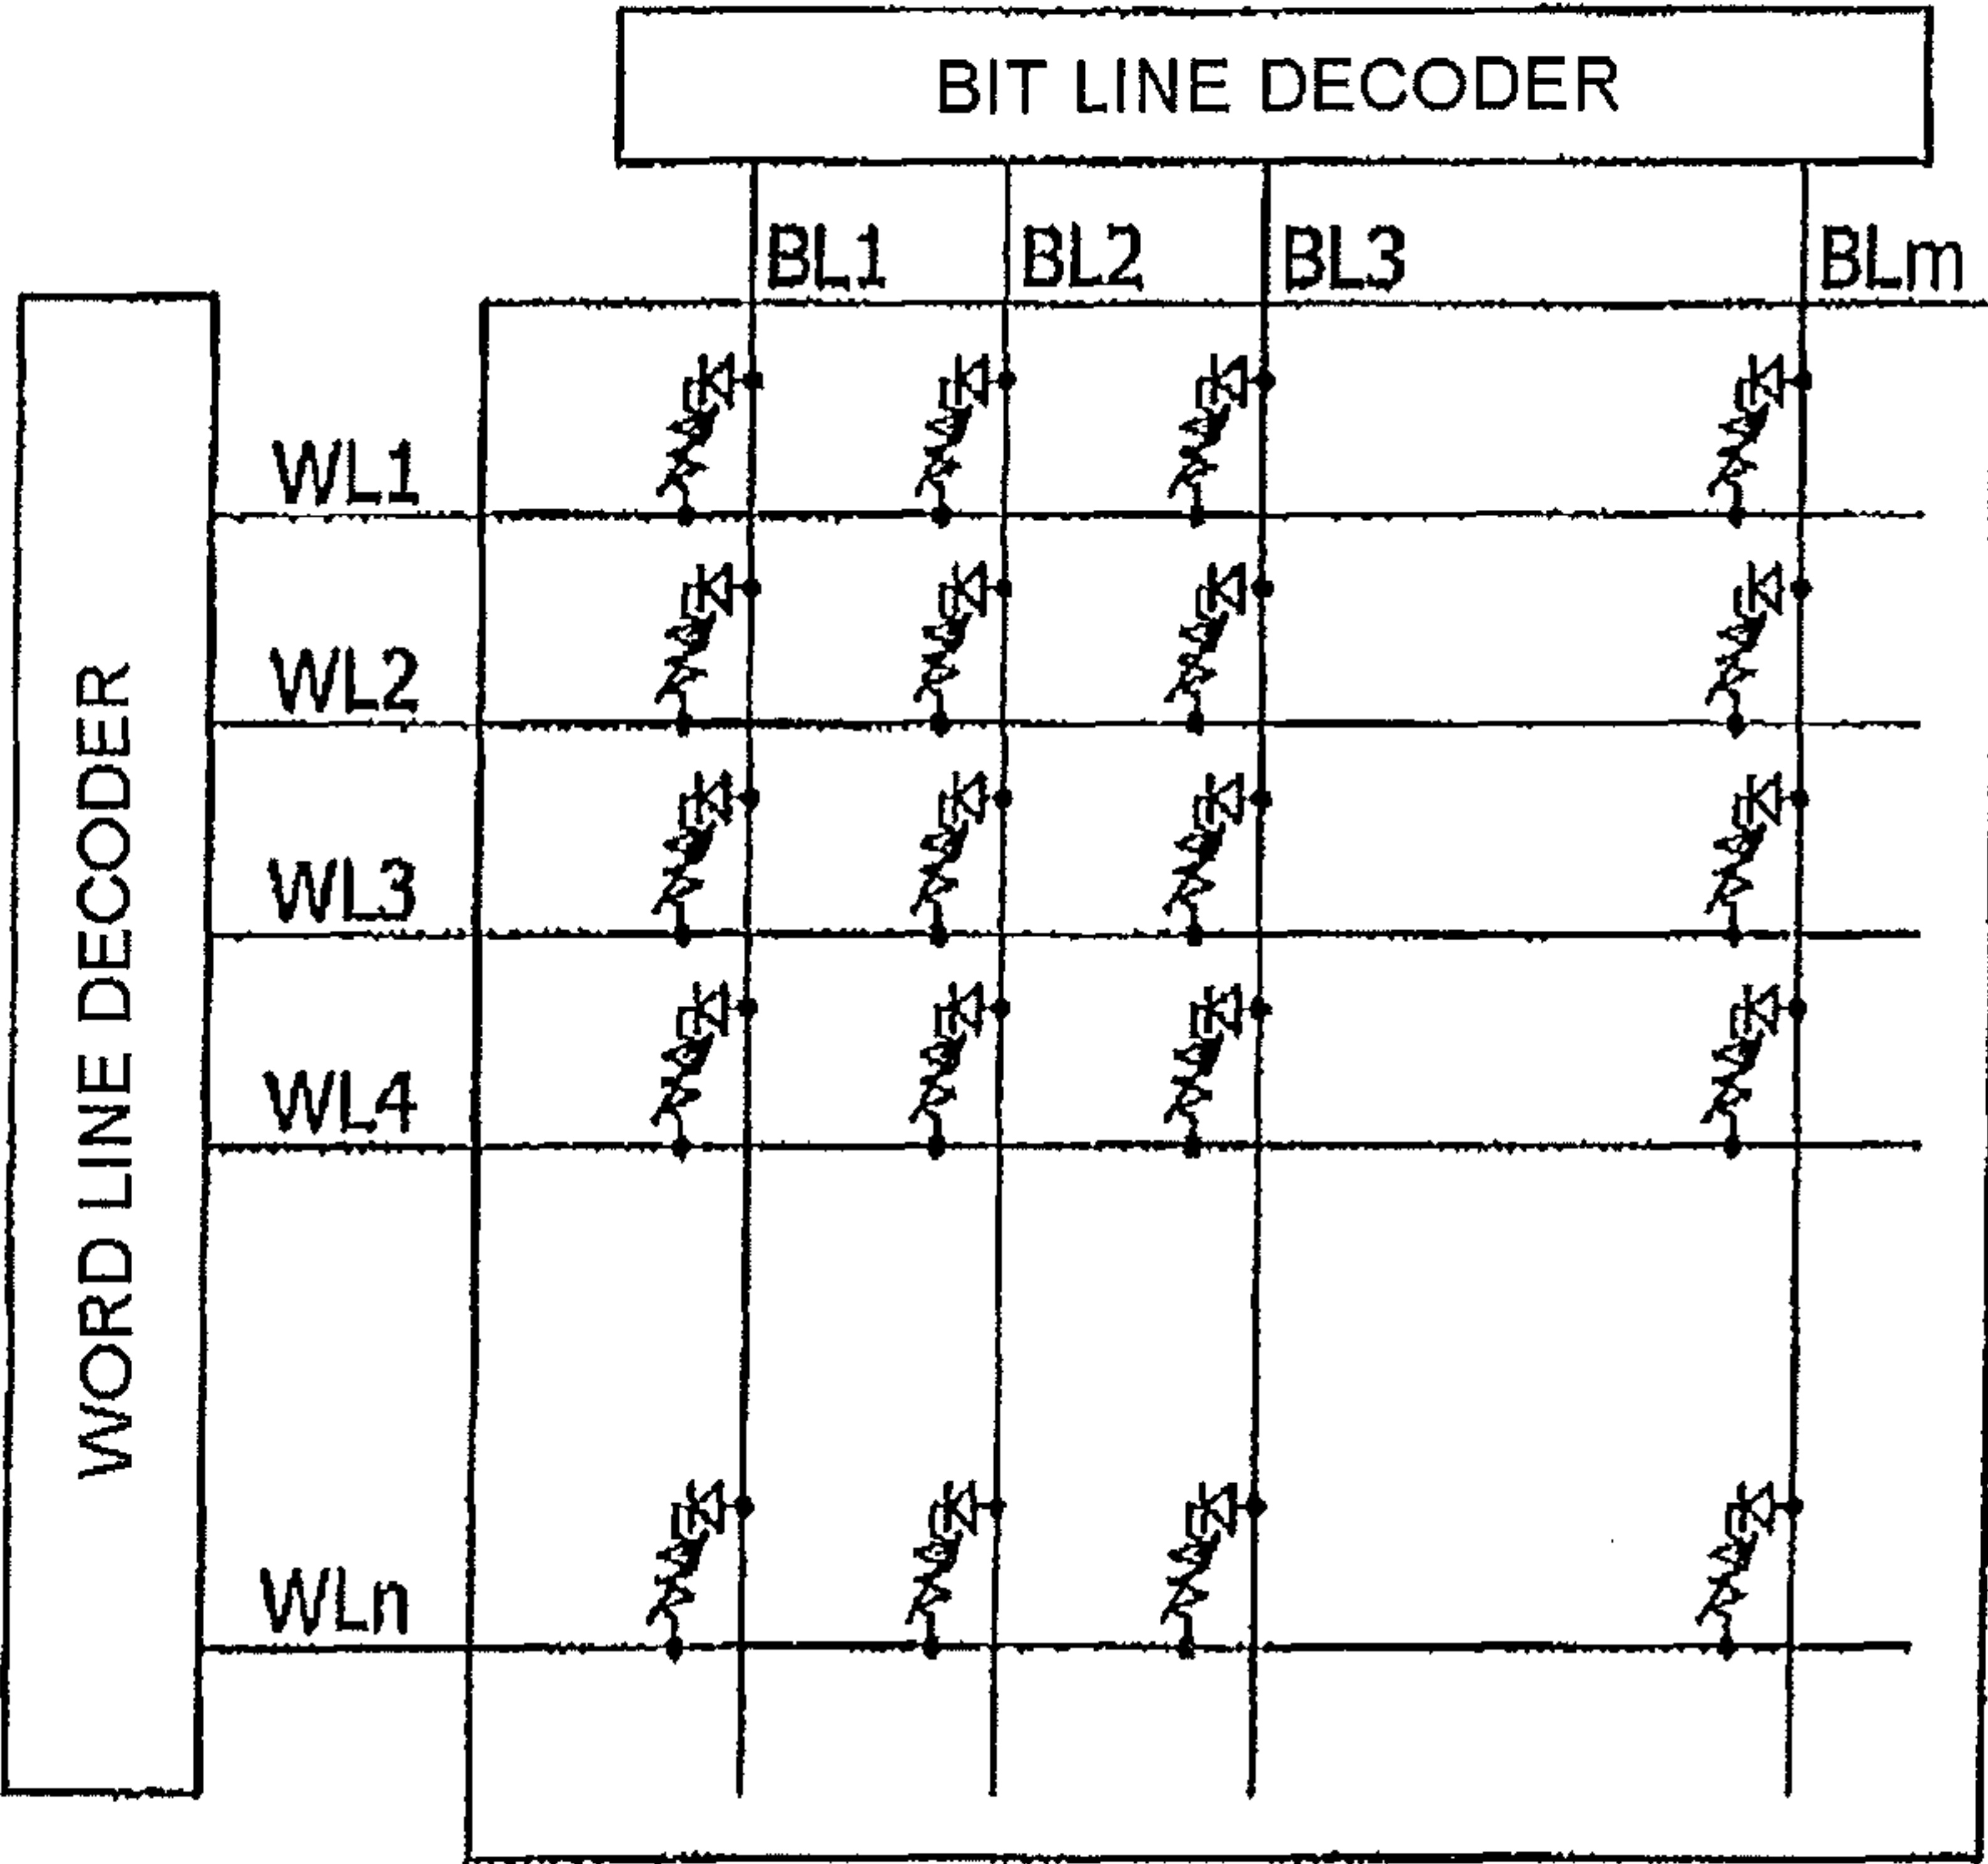 BIT LINE DECODER
BL1
BL2
BL3
BLm
WORD LINE DECODER
WL1
WL2
WL3
WL4
WLn